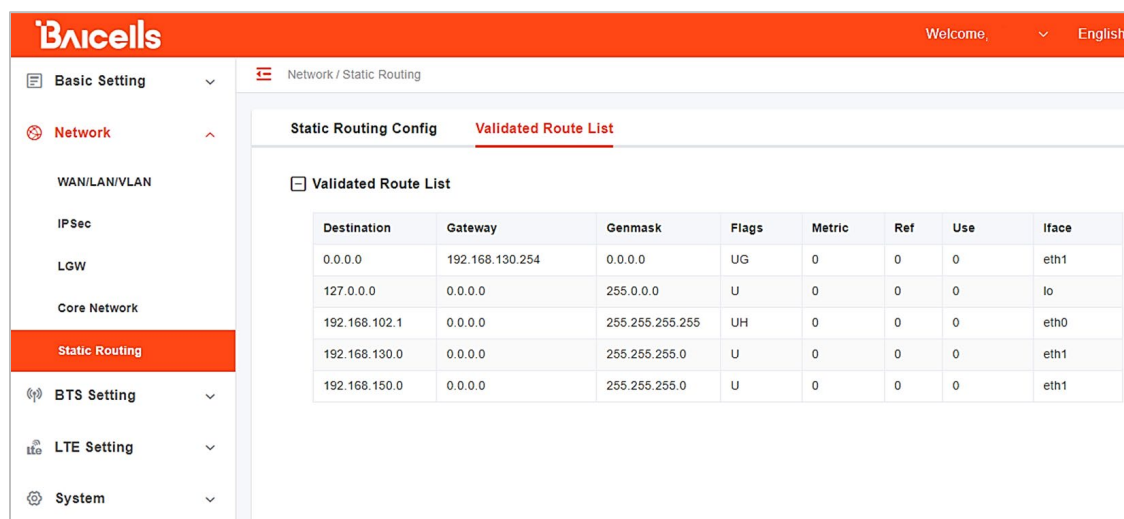 Baicells
Welcome, English
Basic Setting
Network / Static Routing
Network
Static Routing Config Validated Route List
WAN/LAN/VLAN
Validated Route List
IPSec
Destination Gateway Genmask Flags Metric Ref Use Iface
0.0.0.0 192.168.130.254 0.0.0.0 UG 0 0 0 eth1
LGW
127.0.0.0 0.0.0.0 255.0.0.0 U 0 0 0 lo
Core Network
192.168.102.1 0.0.0.0 255.255.255.255 UH 0 0 0 eth0
Static Routing
192.168.130.0 0.0.0.0 255.255.255.0 U 0 0 0 eth1
192.168.150.0 0.0.0.0 255.255.255.0 U 0 0 0 eth1
BTS Setting
lte LTE Setting
System